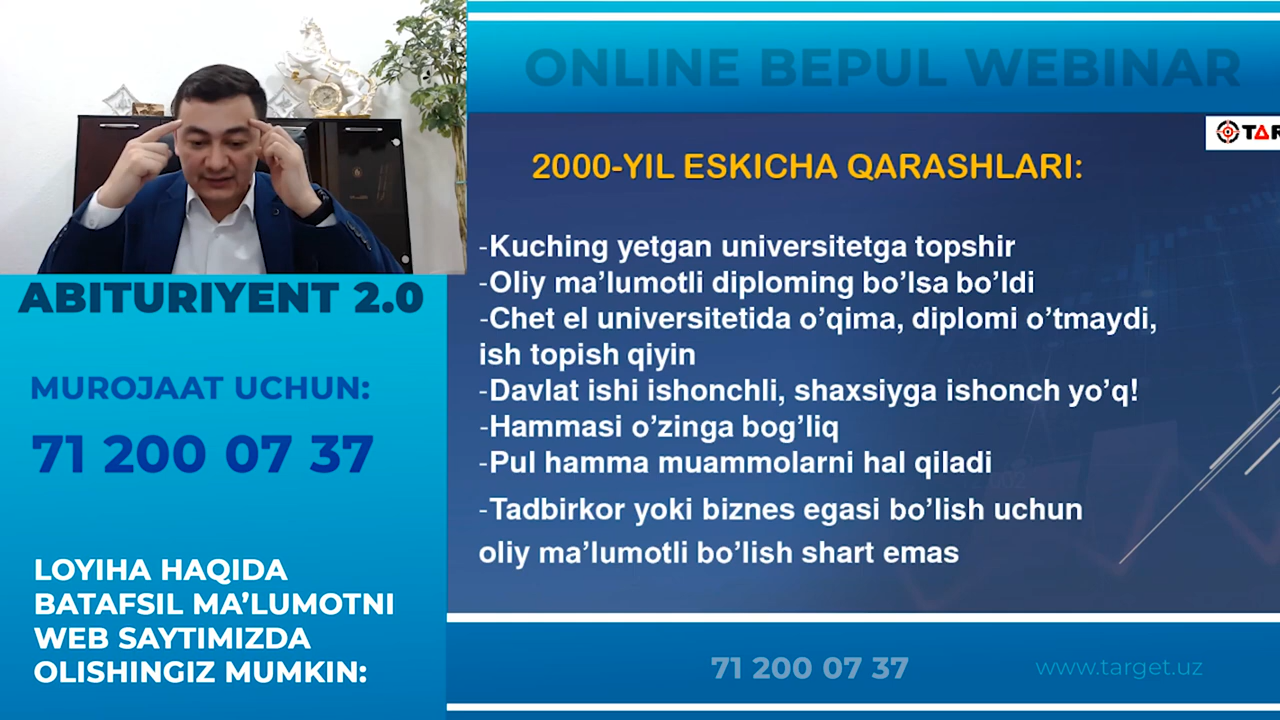 ONLINE BEPUL WEBINAR
TAR
2000-YIL ESKICHA QARASHLARI:
-Kuching yetgan universitetga topshir
-Oliy ma’lumotli diploming bo’lsa bo’ldi
-Chet el universitetida o’qima, diplomi o’tmaydi,
ish topish qiyin
-Davlat ishi ishonchli, shaxsiyga ishonch yo’q!
-Hammasi o’zinga bog’liq
-Pul hamma muammolarni hal qiladi
-Tadbirkor yoki biznes egasi bo’lish uchun
oliy ma’lumotli bo’lish shart emas
ABITURIYENT 2.0
MUROJAAT UCHUN:
71 200 07 37
LOYIHA HAQIDA
BATAFSIL MA’LUMOTNI
WEB SAYTIMIZDA
OLISHINGIZ MUMKIN:
71 200 07 37
www.target.uz